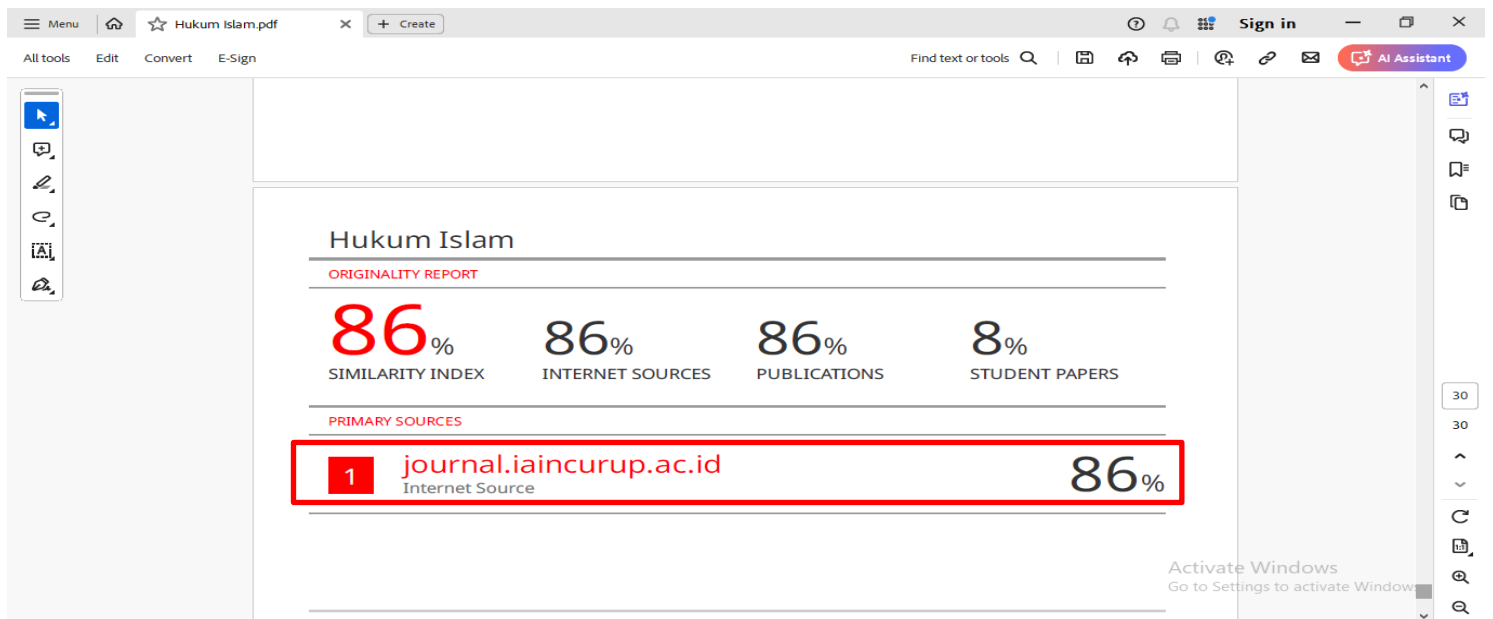 Menu
Hukum Islam.pdf
Create
Sign in
All tools
Edit
Convert
E-Sign
Find text or tools
AI Assistant
Hukum Islam
ORIGINALITY REPORT
86%
SIMILARITY INDEX
86%
INTERNET SOURCES
86%
PUBLICATIONS
8%
STUDENT PAPERS
PRIMARY SOURCES
1
journal.iaincurup.ac.id
Internet Source
86%
30
30
Activate Windows
Go to Settings to activate Windows